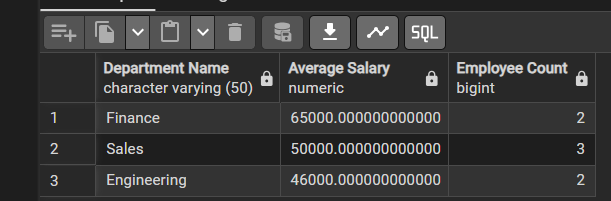 SQL
Department Name Average Salary Employee Count
character varying (50) numeric bigint
1 Finance 65000.000000000000 2
2 Sales 50000.000000000000 3
3 Engineering 46000.000000000000 2